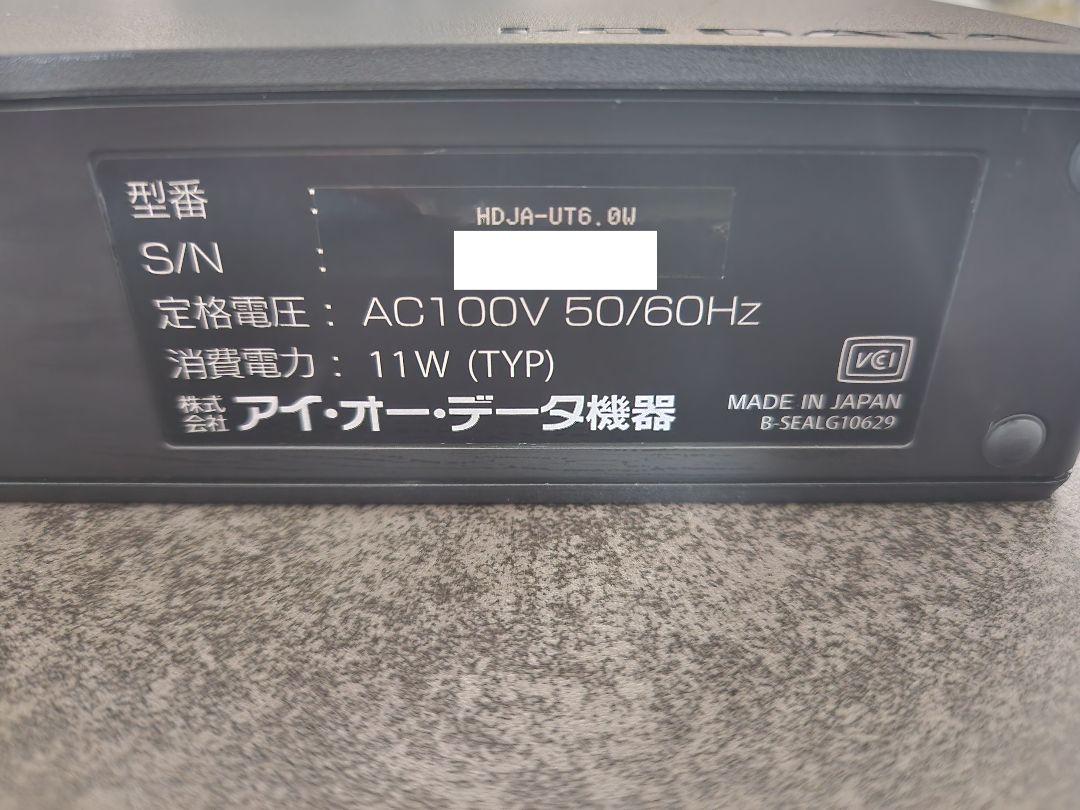 型番 : HDJA-UT6.0W
S/N :
定格電圧 : AC100V 50/60Hz
消費電力 : 11W (TYP)
株式会社 アイ・オー・データ機器
VCI
MADE IN JAPAN
B-SEALG10629